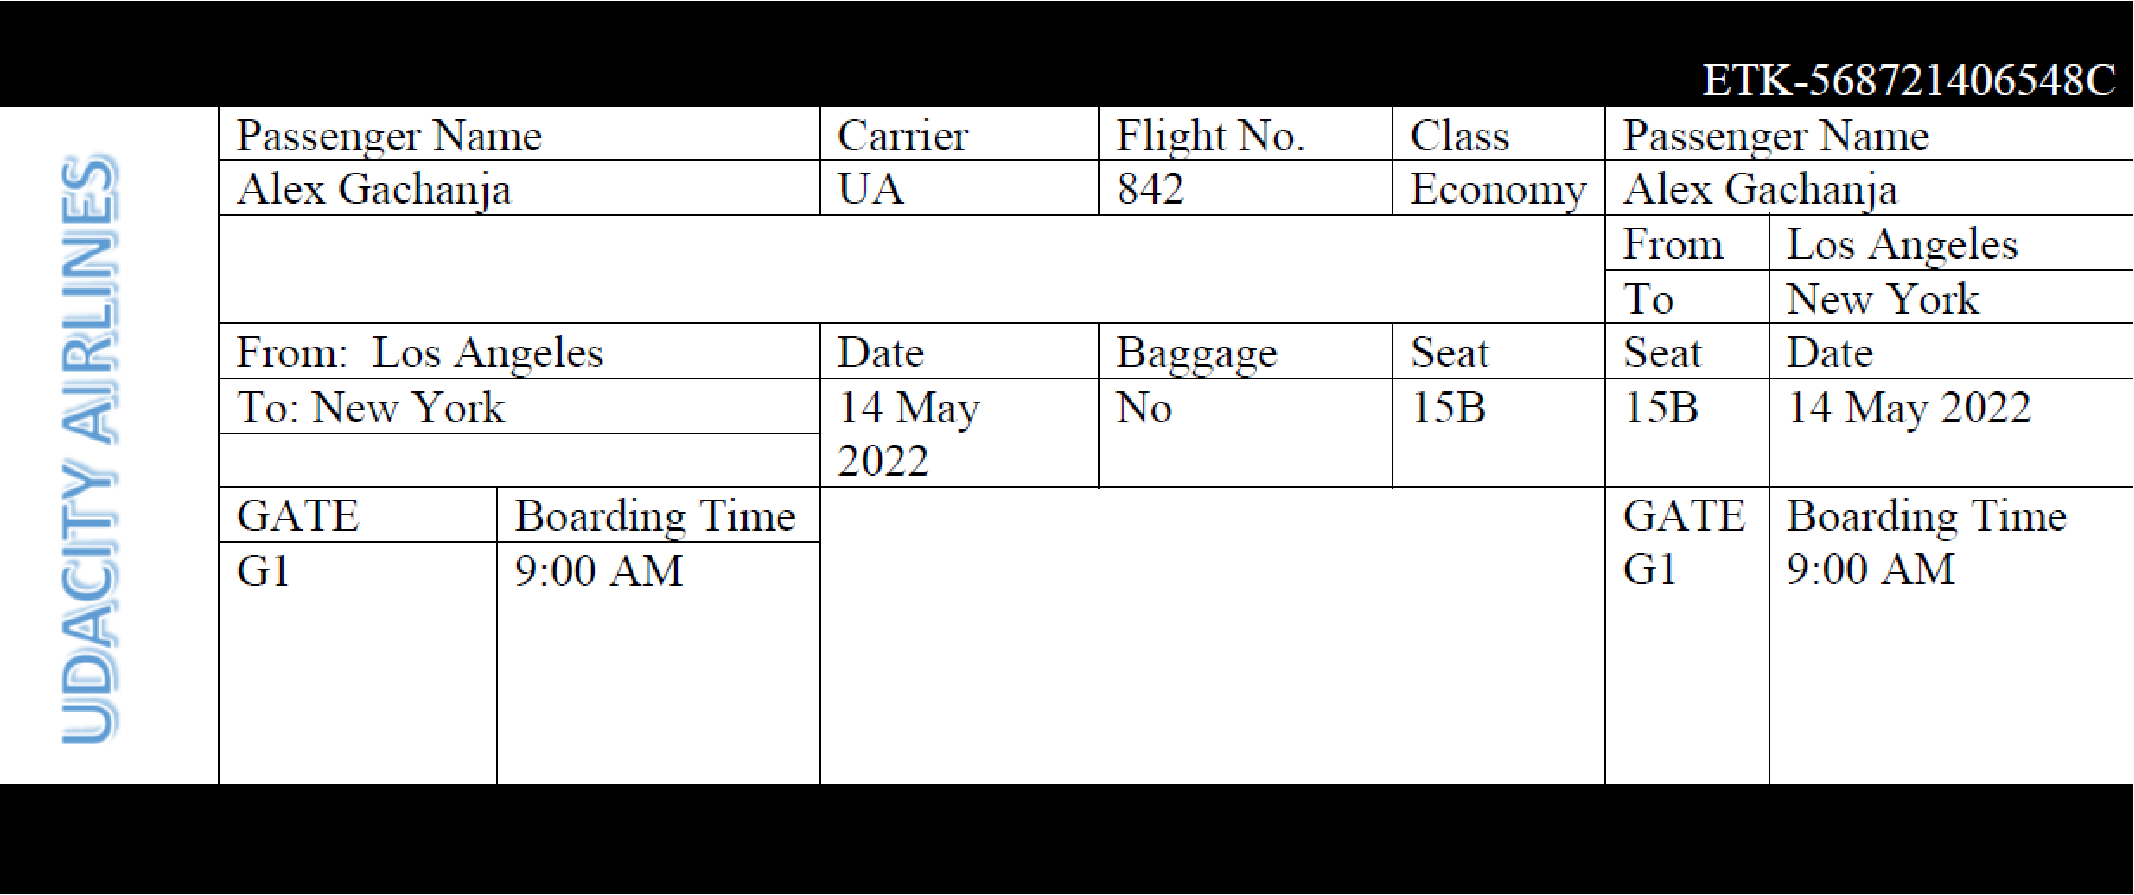 ETK-568721406548C
UDACITY AIRLINES
Passenger Name Carrier Flight No. Class Passenger Name
Alex Gachanja UA 842 Economy Alex Gachanja
From Los Angeles
To New York
From: Los Angeles Date Baggage Seat Seat Date
To: New York 14 May No 15B 15B 14 May 2022
2022
GATE Boarding Time GATE Boarding Time
G1 9:00 AM G1 9:00 AM